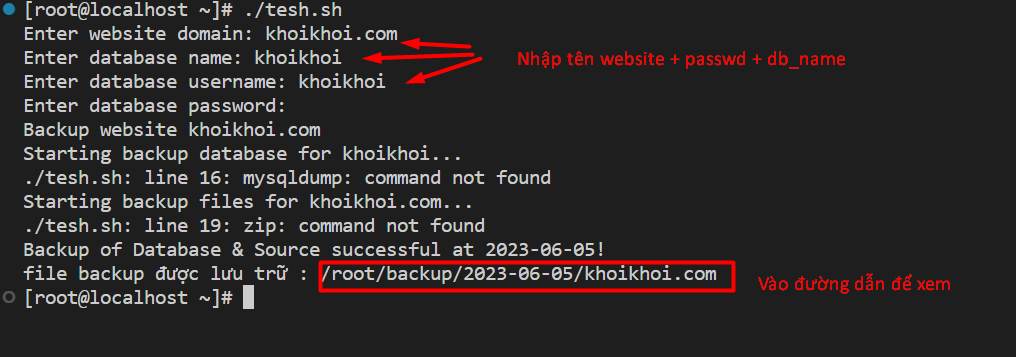 [root@localhost ~]# ./tesh.sh
Enter website domain: khoikhoi.com
Enter database name: khoikhoi
Nhập tên website + passwd + db_name
Enter database username: khoikhoi
Enter database password:
Backup website khoikhoi.com
Starting backup database for khoikhoi...
./tesh.sh: line 16: mysqldump: command not found
Starting backup files for khoikhoi.com...
./tesh.sh: line 19: zip: command not found
Backup of Database & Source successful at 2023-06-05!
file backup được lưu trữ : /root/backup/2023-06-05/khoikhoi.com
Vào đường dẫn để xem
[root@localhost ~]#